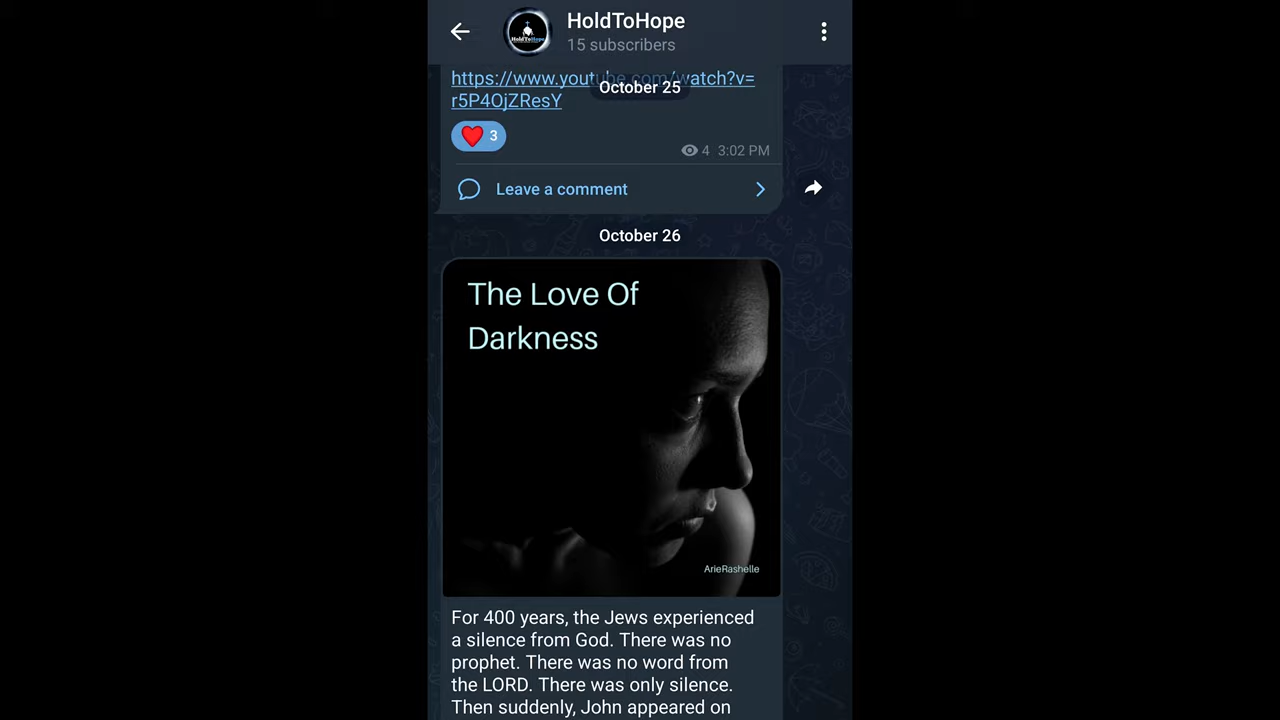 HoldToHope
15 subscribers
https://www.youtube.com/watch?v=
r5P4OjZResY
October 25
3
4 3:02 PM
Leave a comment
October 26
The Love Of
Darkness
ArieRashelle
For 400 years, the Jews experienced
a silence from God. There was no
prophet. There was no word from
the LORD. There was only silence.
Then suddenly, John appeared on